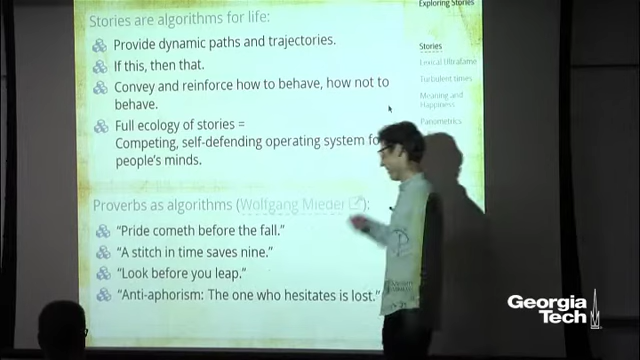 Exploring Stories
Stories are algorithms for life:
Provide dynamic paths and trajectories.
If this, then that.
Convey and reinforce how to behave, how not to
behave.
Full ecology of stories =
Competing, self-defending operating system fo
people's minds.
Stories
Lexical Ultrafame
Turbulent times
Meaning and
Happiness
Panometrics
Proverbs as algorithms (Wolfgang Mieder):
"Pride cometh before the fall."
"A stitch in time saves nine."
"Look before you leap."
"Anti-aphorism: The one who hesitates is lost."
Georgia
Tech